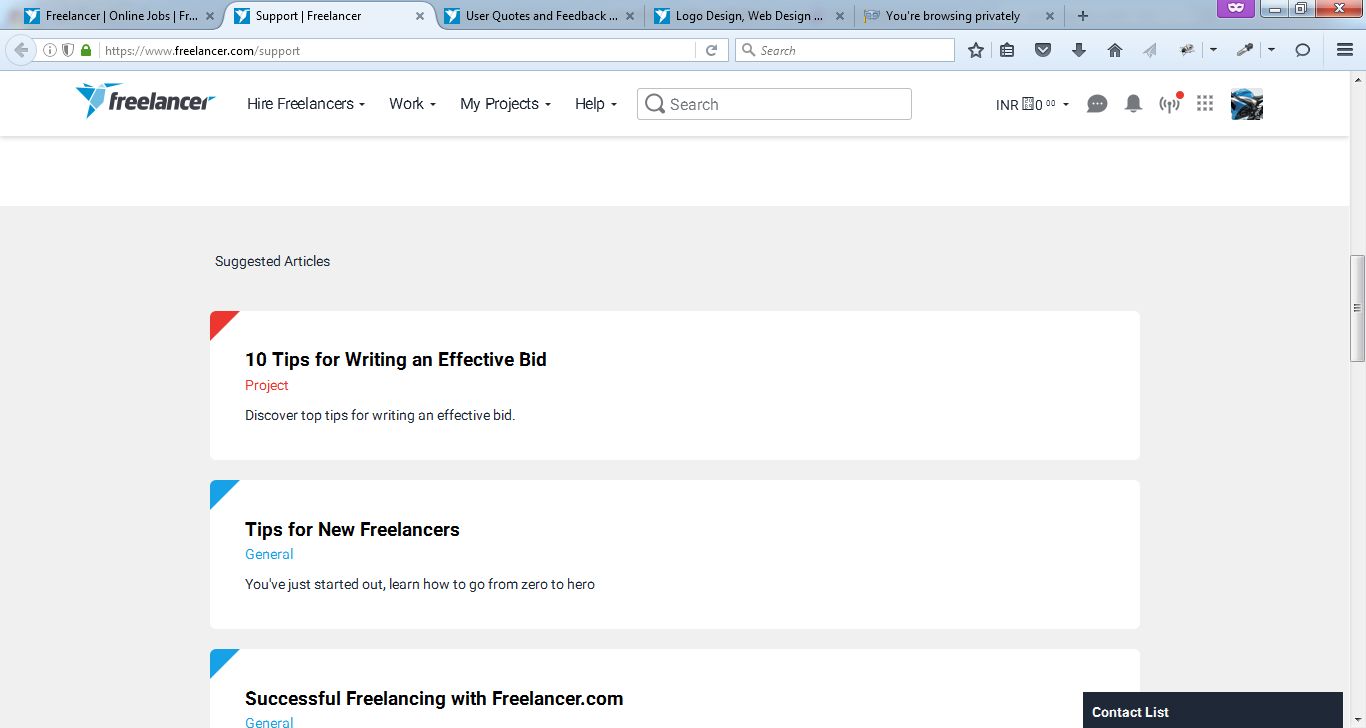 Freelancer | Online Jobs | Fr...
Support | Freelancer
User Quotes and Feedback ...
Logo Design, Web Design ...
You're browsing privately
https://www.freelancer.com/support
Search
freelancer
Hire Freelancers
Work
My Projects
Help
Search
INR 0 00
Suggested Articles
10 Tips for Writing an Effective Bid
Project
Discover top tips for writing an effective bid.
Tips for New Freelancers
General
You've just started out, learn how to go from zero to hero
Successful Freelancing with Freelancer.com
General
Contact List